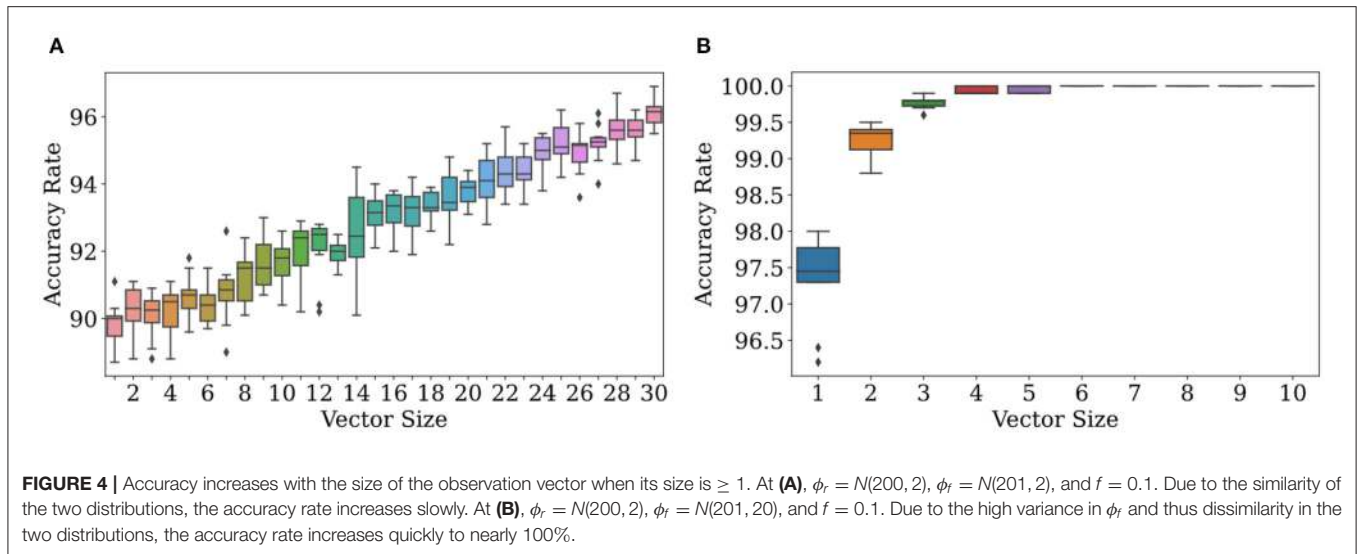 A
B
96
94
92
90
Accuracy Rate
2 4 6 8 10 12 14 16 18 20 22 24 26 28 30
Vector Size
100.0
99.5
99.0
98.5
98.0
97.5
97.0
96.5
Accuracy Rate
1 2 3 4 5 6 7 8 9 10
Vector Size
FIGURE 4 | Accuracy increases with the size of the observation vector when its size is ≥ 1. At (A), ϕr = N(200, 2), ϕf = N(201, 2), and f = 0.1. Due to the similarity of
the two distributions, the accuracy rate increases slowly. At (B), ϕr = N(200, 2), ϕf = N(201, 20), and f = 0.1. Due to the high variance in ϕf and thus dissimilarity in the
two distributions, the accuracy rate increases quickly to nearly 100%.